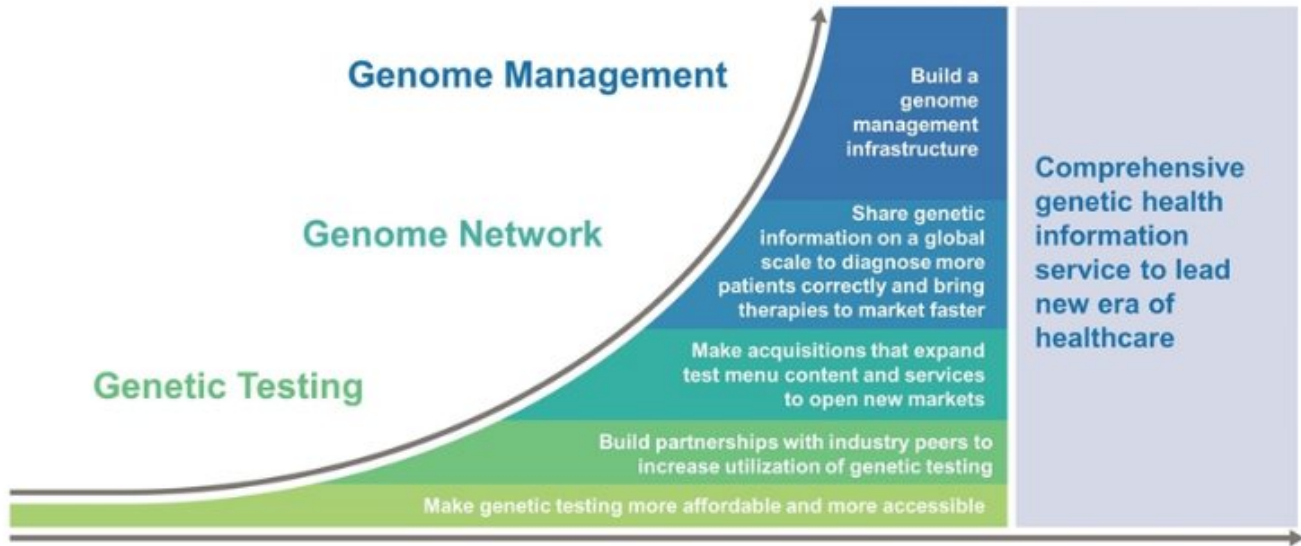 Genome Management
Build a
genome
management
infrastructure
Genome Network
Share genetic
information on a global
scale to diagnose more
patients correctly and bring
therapies to market faster
Genetic Testing
Make acquisitions that expand
test menu content and services
to open new markets
Build partnerships with industry peers to
increase utilization of genetic testing
Make genetic testing more affordable and more accessible
Comprehensive
genetic health
information
service to lead
new era of
healthcare